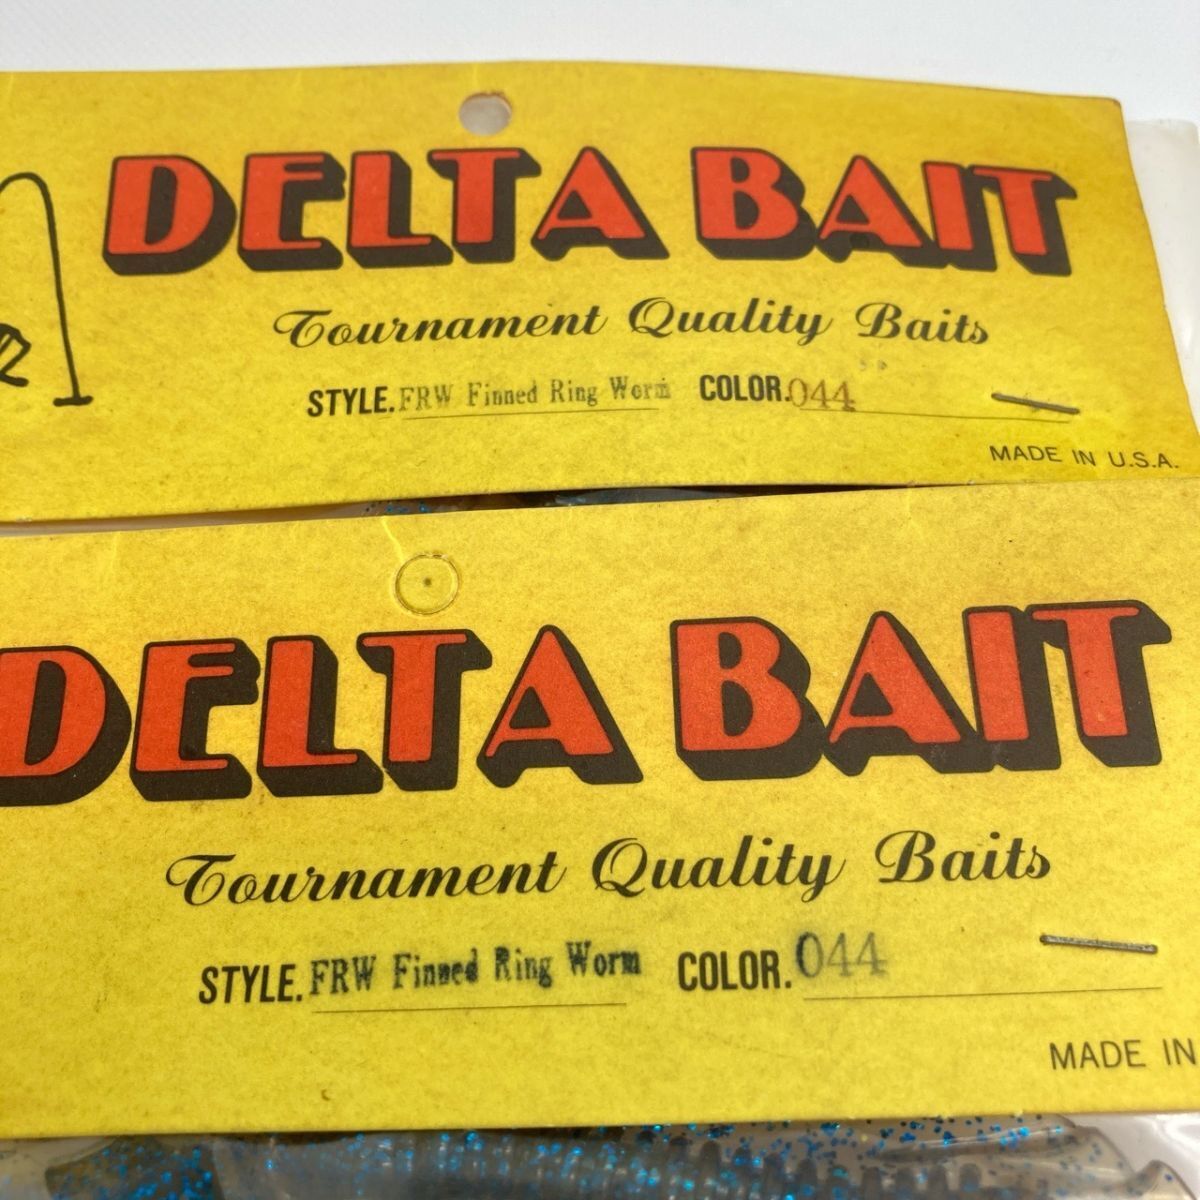 DELTA BAIT
Tournament Quality Baits
STYLE. FRW Finned Ring Worm COLOR. 044
MADE IN U.S.A.
DELTA BAIT
Tournament Quality Baits
STYLE. FRW Finned Ring Worm COLOR. 044
MADE IN